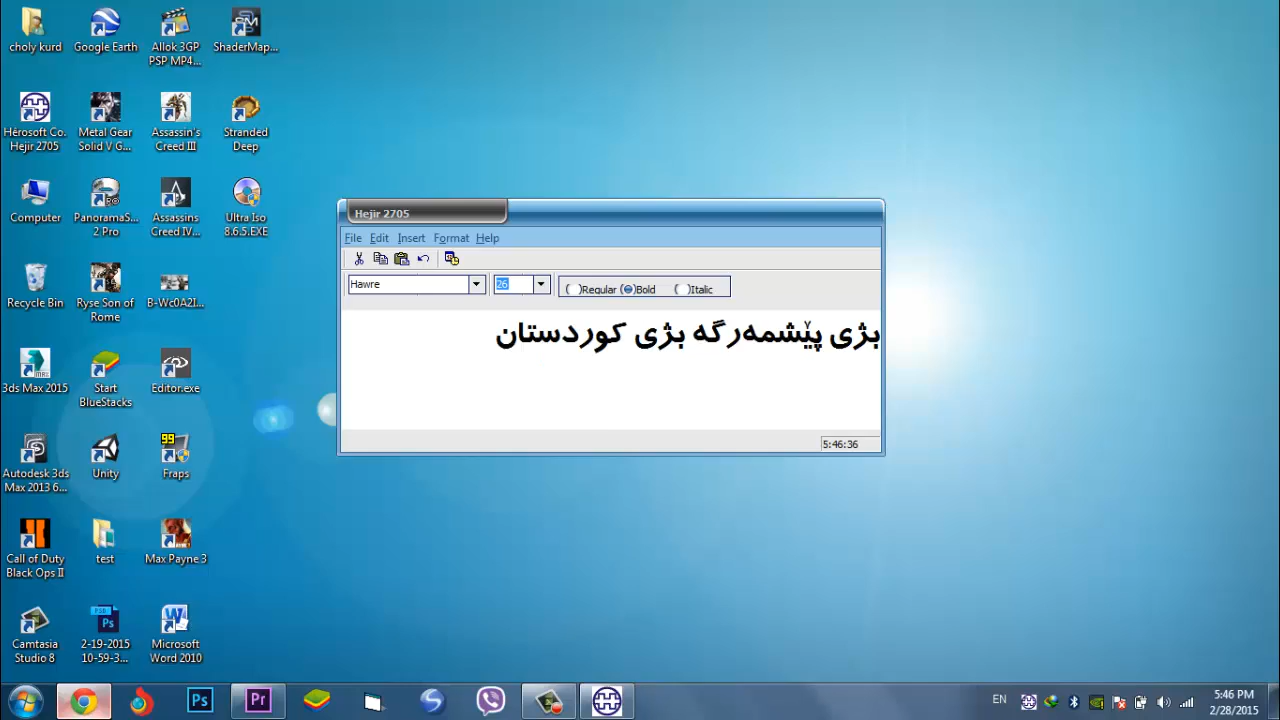 choly kurd
Google Earth
Allok 3GP
PSP MP4...
ShaderMap...
Hêrosoft Co.
Hejir 2705
Metal Gear
Solid V G...
Assassin's
Creed III
Stranded
Deep
Computer
PanoramaS...
2 Pro
Assassins
Creed IV...
Ultra Iso
8.6.5.EXE
Recycle Bin
Ryse Son of
Rome
B-Wc0A2I...
3ds Max 2015
Start
BlueStacks
Editor.exe
Autodesk 3ds
Max 2013 6...
Unity
99
Fraps
Call of Duty
Black Ops II
test
Max Payne 3
Camtasia
Studio 8
2-19-2015
10-59-3...
Microsoft
Word 2010
Hejir 2705
File Edit Insert Format Help
Hawre 26 Regular Bold Italic
بژی پێشمەرگە بژی کوردستان
5:46:36
Ps Pr EN
5:46 PM
2/28/2015